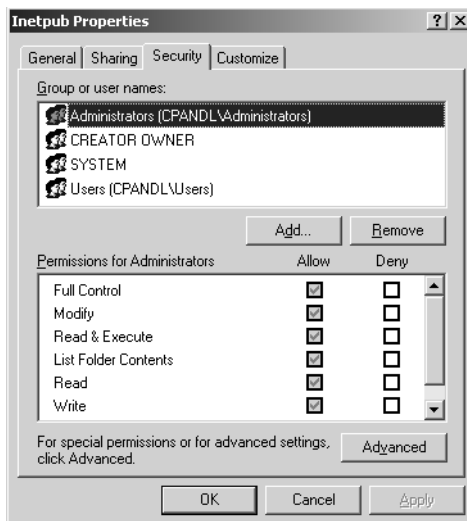 Inetpub Properties
General Sharing Security Customize
Group or user names:
Administrators (CPANDL\Administrators)
CREATOR OWNER
SYSTEM
Users (CPANDL\Users)
Add... Remove
Permissions for Administrators Allow Deny
Full Control
Modify
Read & Execute
List Folder Contents
Read
Write
For special permissions or for advanced settings,
click Advanced.
Advanced
OK Cancel Apply